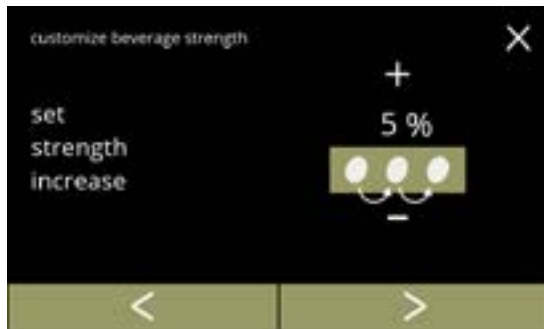 customize beverage strength
X
+
set
5 %
strength
increase
–
<
>